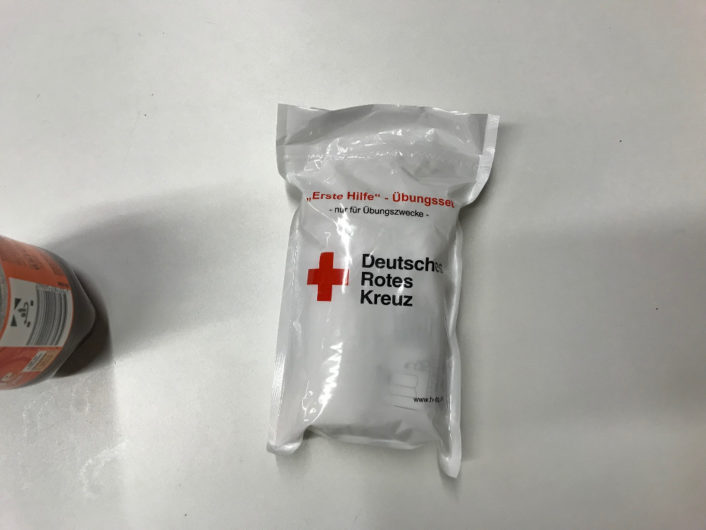 „Erste Hilfe“ - Übungsset
- nur für Übungszwecke -
Deutsches
Rotes
Kreuz